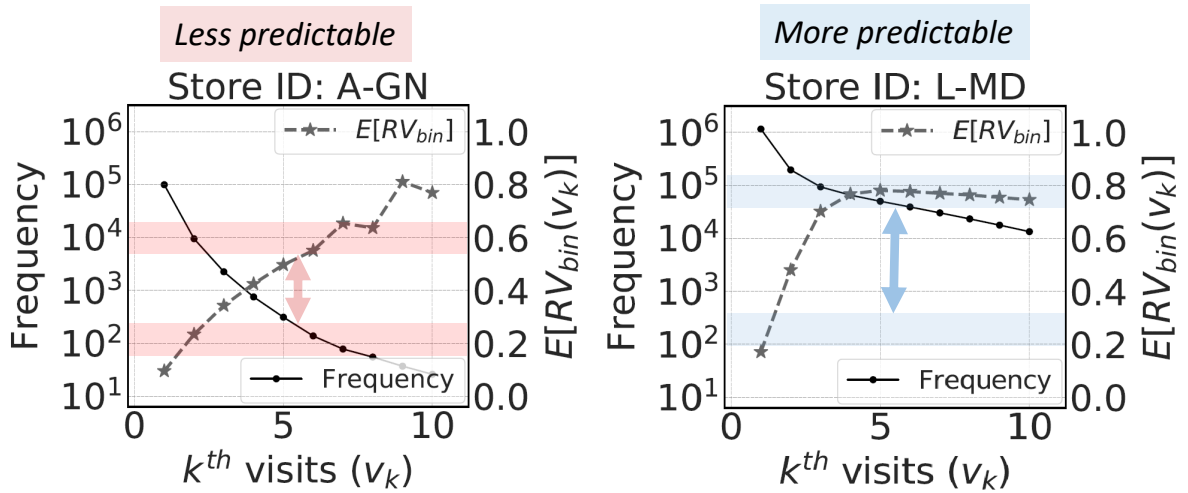 Less predictable
Store ID: A-GN
Frequency
10^6
10^5
10^4
10^3
10^2
10^1
E[RV_bin]
Frequency
1.0
0.8
0.6
0.4
0.2
0.0
E[RV_bin(v_k)]
0 5 10
k^th visits (v_k)
More predictable
Store ID: L-MD
Frequency
10^6
10^5
10^4
10^3
10^2
10^1
E[RV_bin]
Frequency
1.0
0.8
0.6
0.4
0.2
0.0
E[RV_bin(v_k)]
0 5 10
k^th visits (v_k)